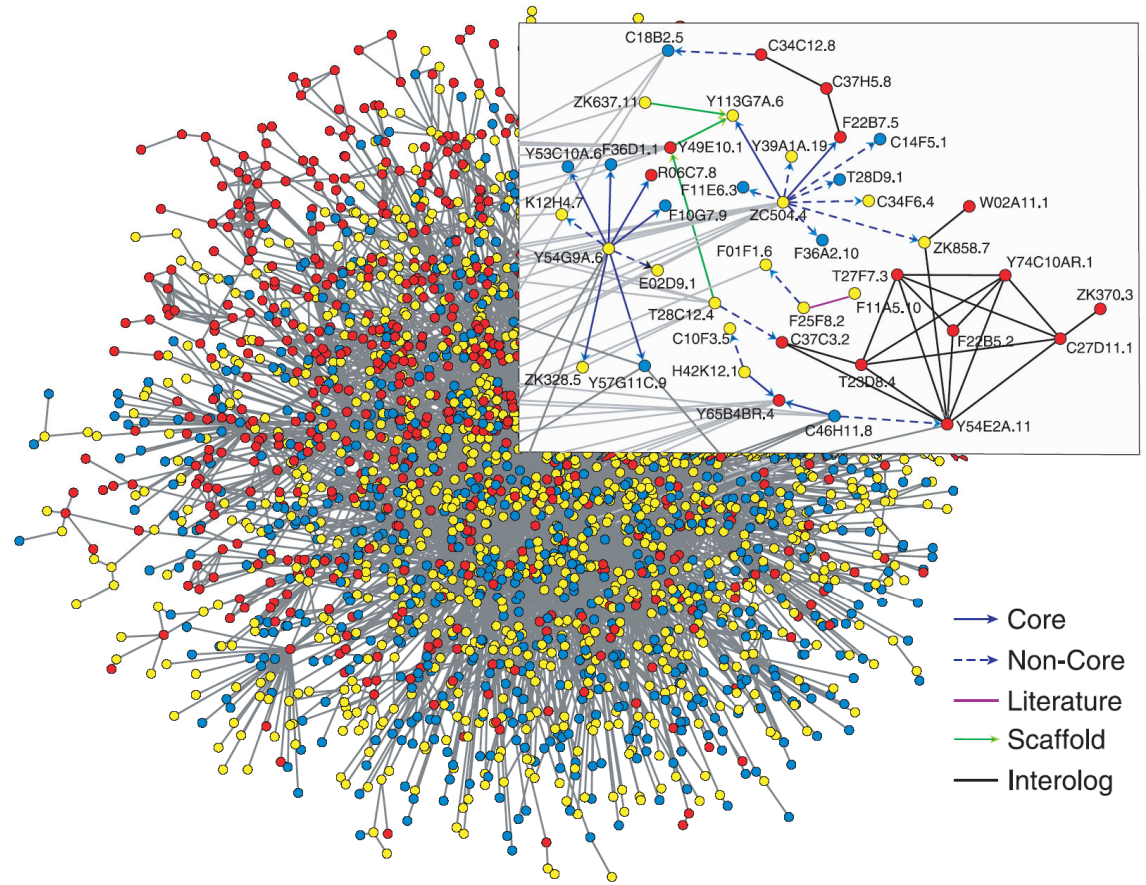 C18B2.5
C34C12.8
C37H5.8
ZK637.11
Y113G7A.6
F22B7.5
C14F5.1
Y39A1A.19
Y49E10.1
F36D1.1
Y53C10A.6
R06C7.8
T28D9.1
F11E6.3
K12H4.7
F10G7.9
ZC504.4
C34F6.4
W02A11.1
F36A2.10
ZK858.7
Y54G9A.6
F01F1.6
T27F7.3
Y74C10AR.1
E02D9.1
ZK370.3
T28C12.4
F11A5.10
F25F8.2
C10F3.5
C37C3.2
F22B5.2
C27D11.1
H42K12.1
T23D8.4
ZK328.5
Y57G11C.9
Y65B4BR.4
C46H11.8
Y54E2A.11
Core
Non-Core
Literature
Scaffold
Interolog